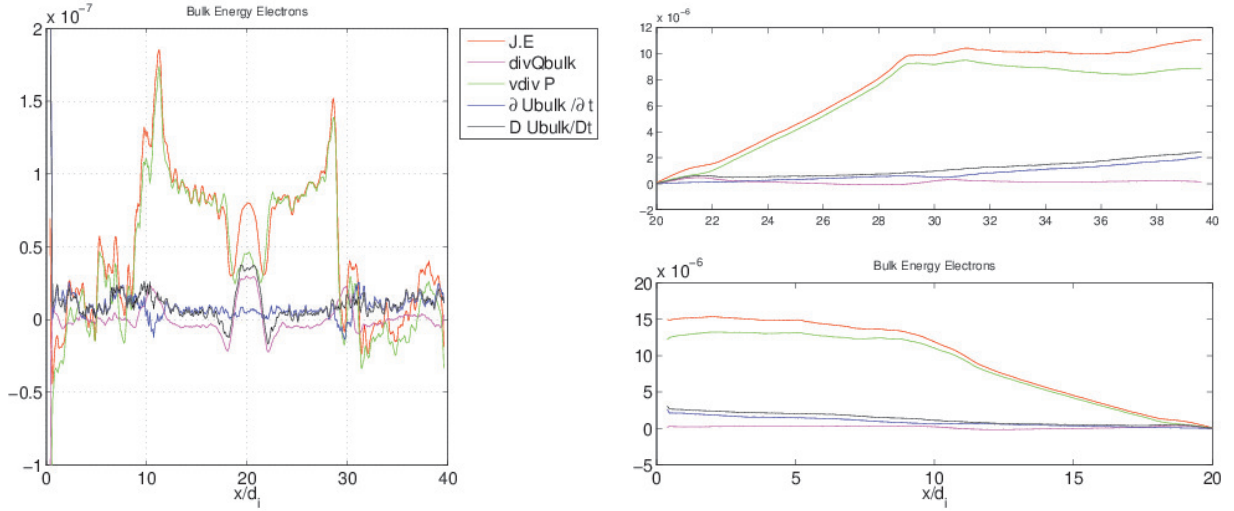 Bulk Energy Electrons
x 10⁻⁷
2
1.5
1
0.5
0
−0.5
−1
0 10 20 30 40
x/dᵢ
J.E
divQbulk
vdiv P
∂ Ubulk /∂ t
D Ubulk/Dt
x 10⁻⁶
12
10
8
6
4
2
0
−2
20 22 24 26 28 30 32 34 36 38 40
Bulk Energy Electrons
x 10⁻⁶
20
15
10
5
0
−5
0 5 10 15 20
x/dᵢ